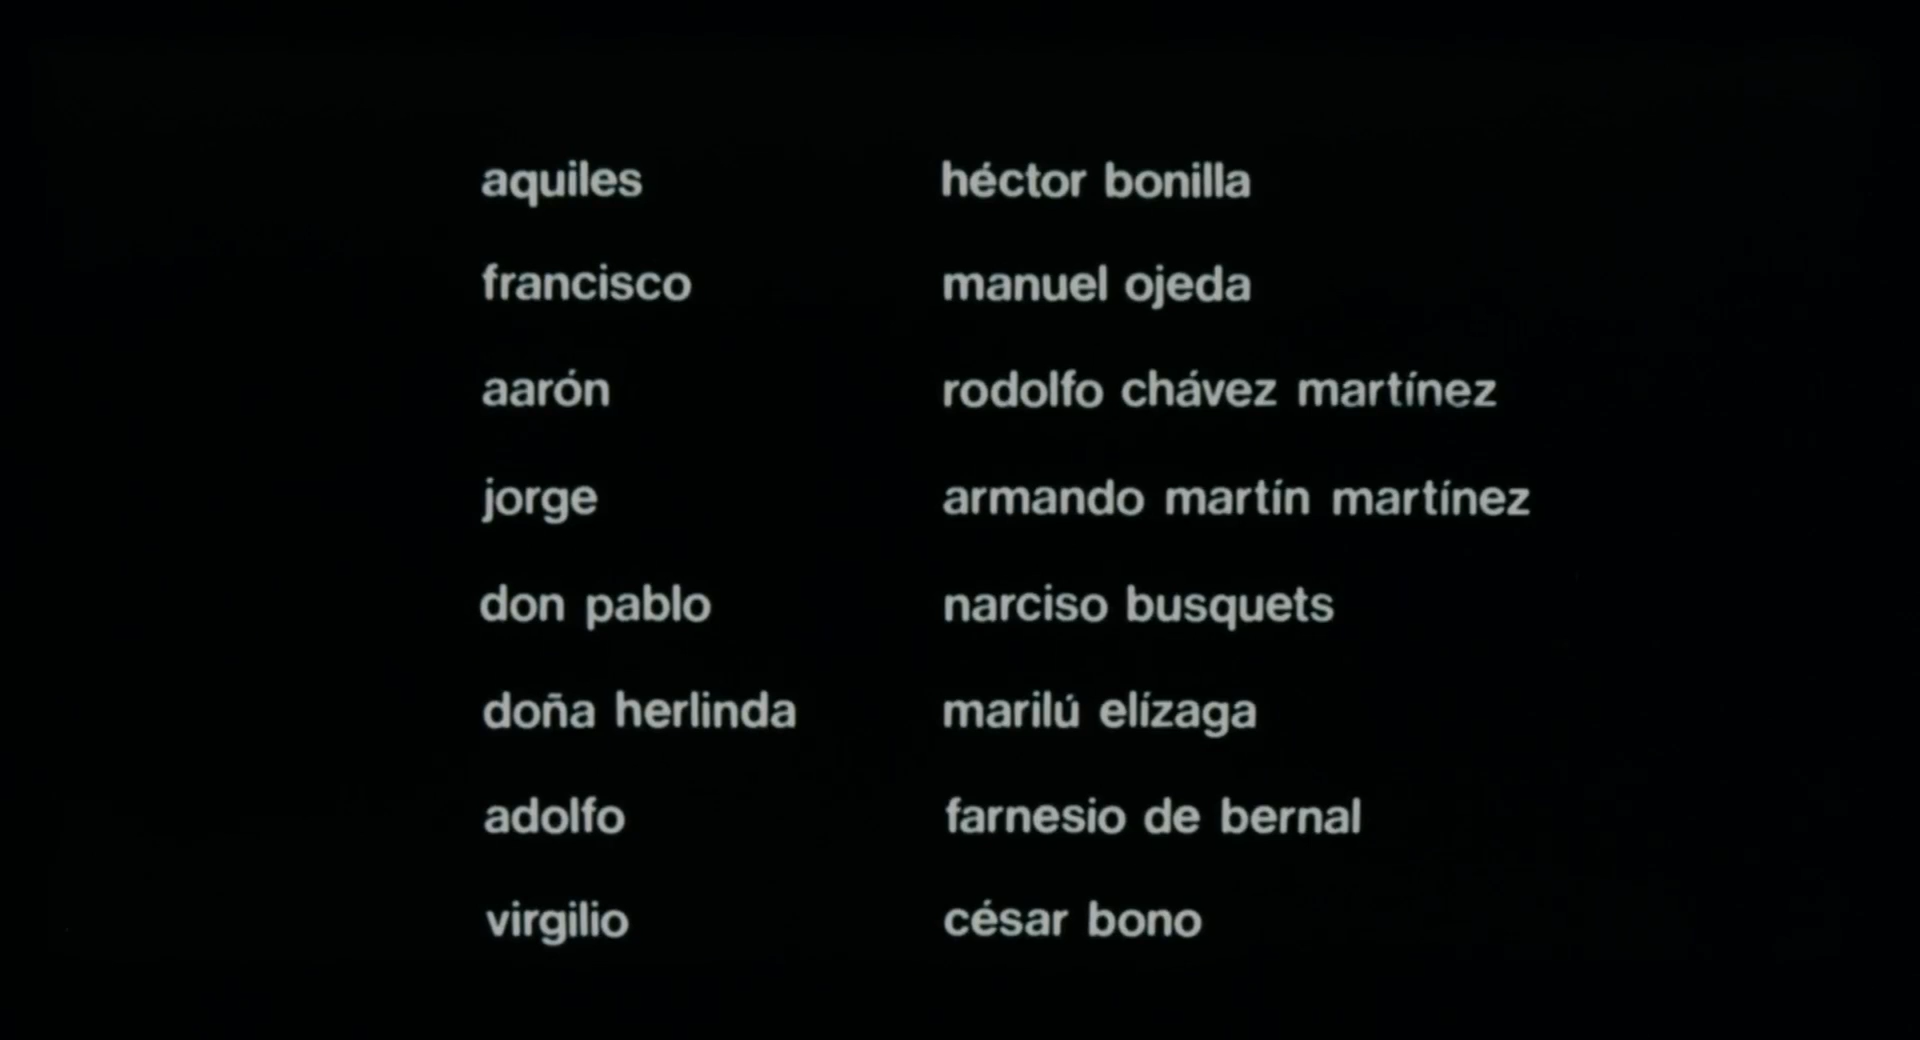 aquiles héctor bonilla
francisco manuel ojeda
aarón rodolfo chávez martínez
jorge armando martín martínez
don pablo narciso busquets
doña herlinda marilú elízaga
adolfo farnesio de bernal
virgilio césar bono